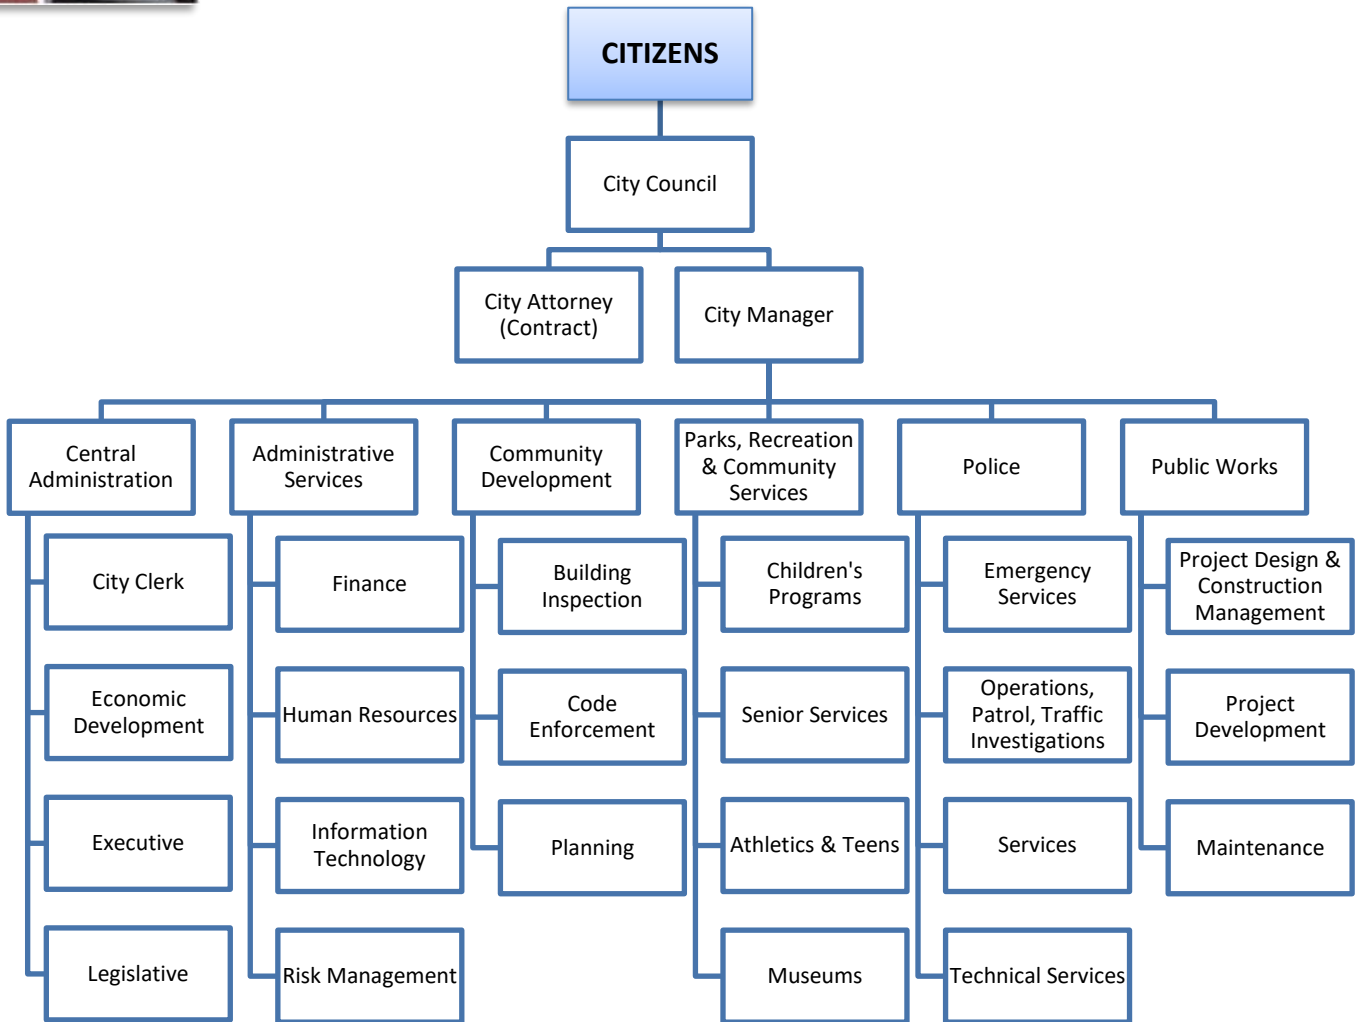 CITIZENS
City Council
City Attorney
(Contract)
City Manager
Central
Administration
Administrative
Services
Community
Development
Parks, Recreation
& Community
Services
Police
Public Works
City Clerk
Finance
Building
Inspection
Children's
Programs
Emergency
Services
Project Design &
Construction
Management
Economic
Development
Human Resources
Code
Enforcement
Senior Services
Operations,
Patrol, Traffic
Investigations
Project
Development
Executive
Information
Technology
Planning
Athletics & Teens
Services
Maintenance
Legislative
Risk Management
Museums
Technical Services